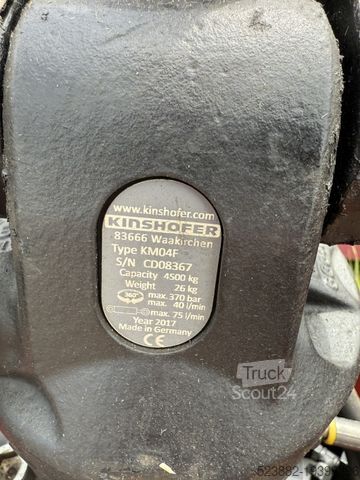 www.kinshofer.com
KINSHOFER
83666 Waakirchen
Type KM04F
S/N CD08367
Capacity 4500 kg
Weight 26 kg
360° max. 370 bar
max. 40 l/min
max. 75 l/min
Year 2017
Made in Germany
CE
Truck
Scout24